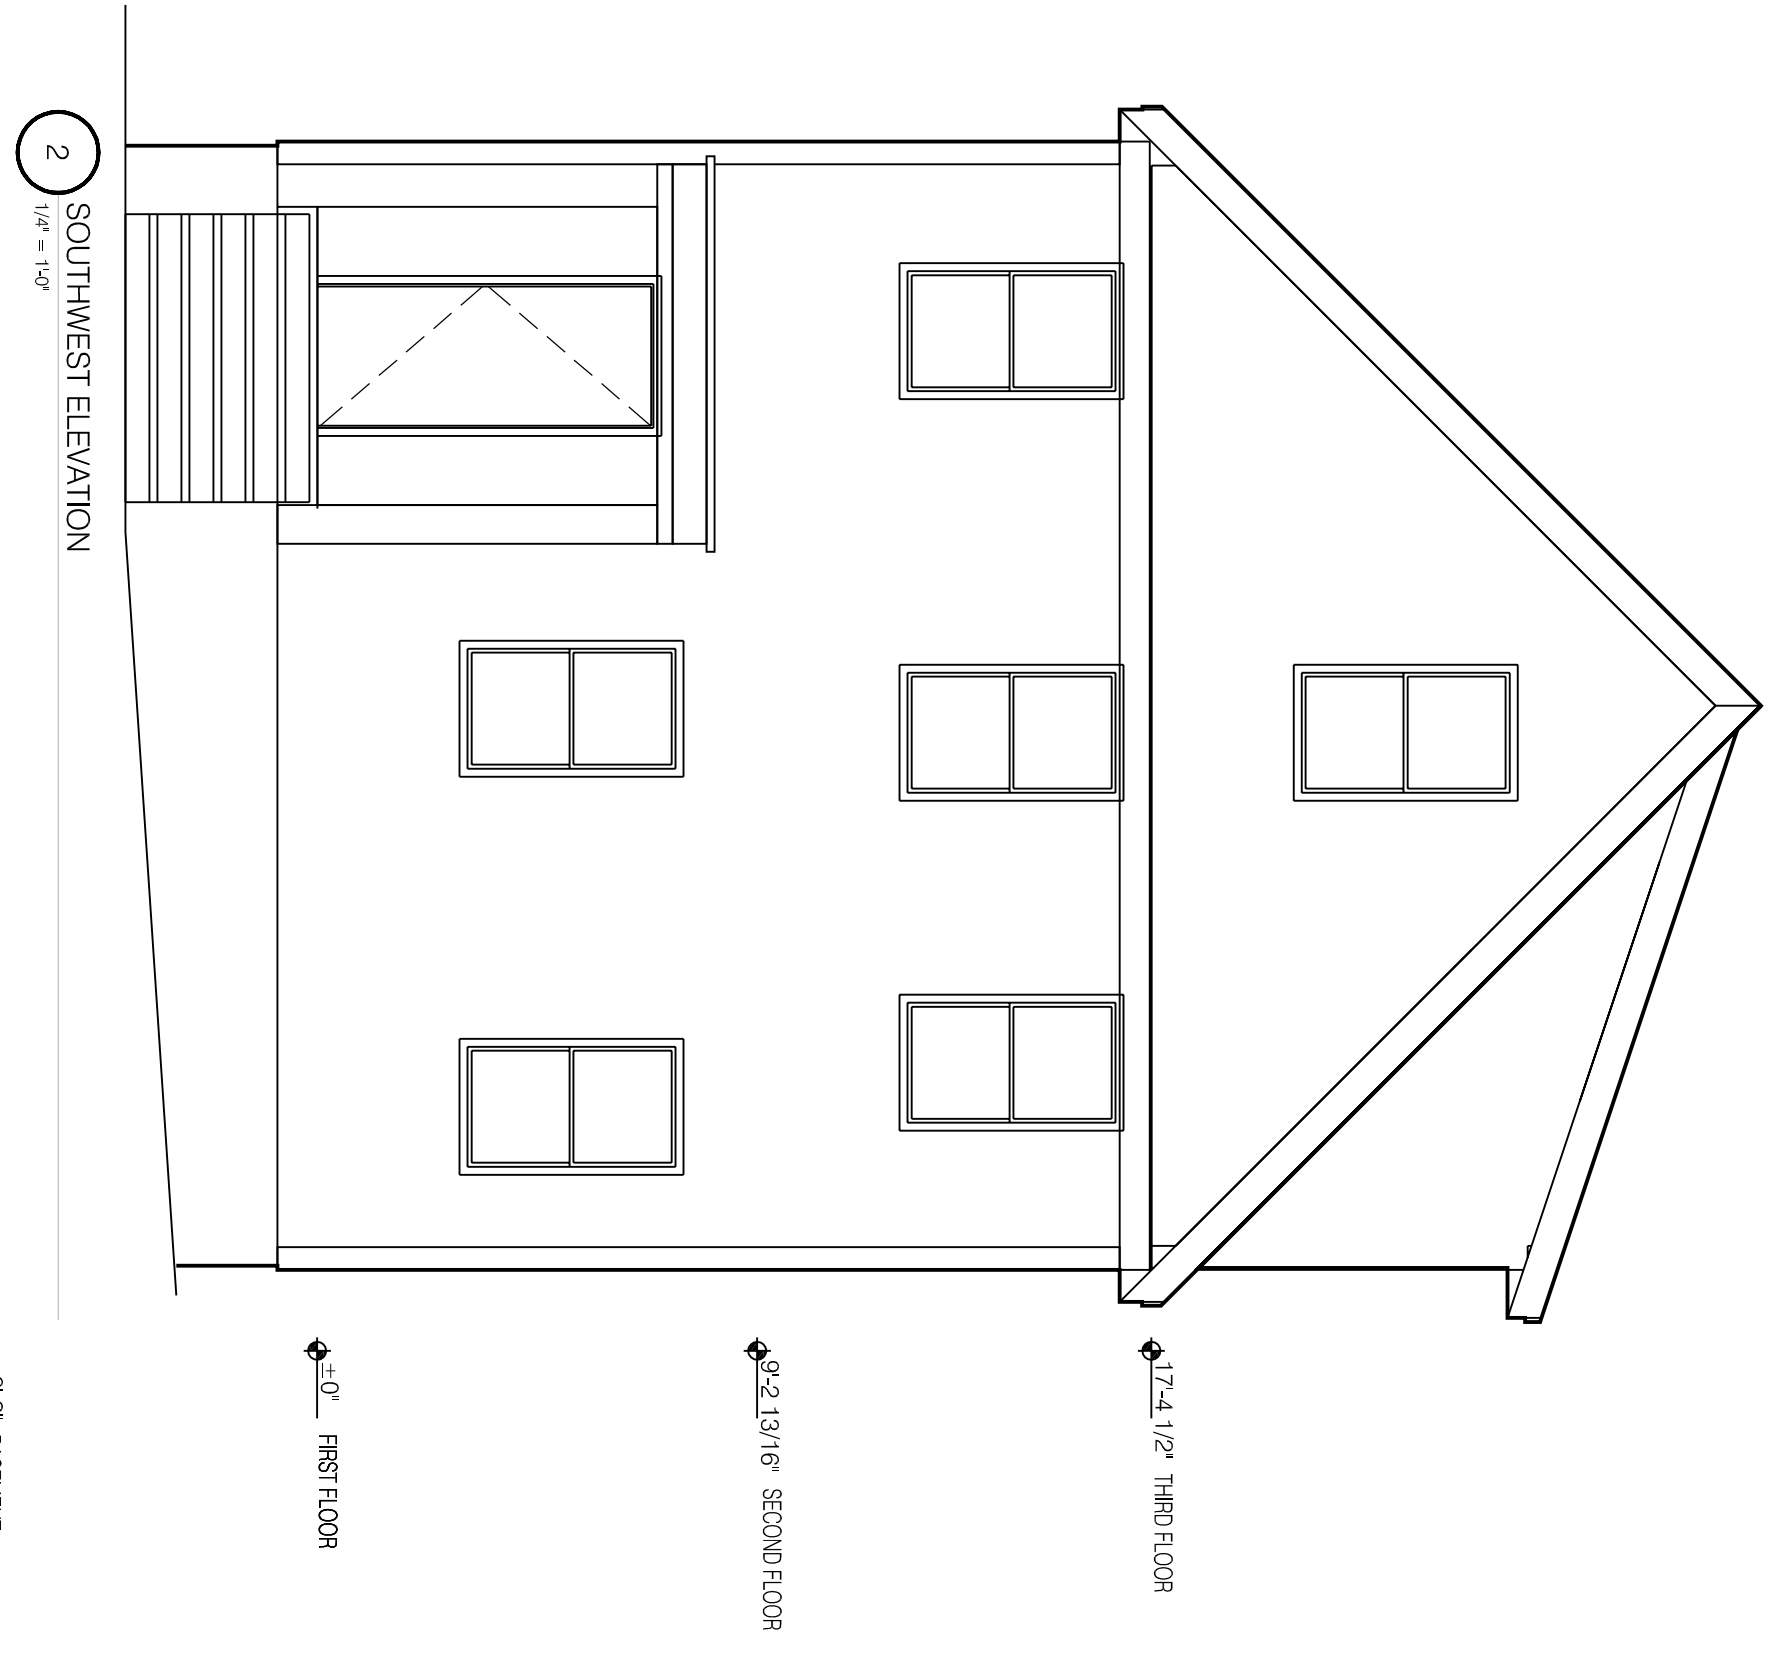 17'-4 1/2" THIRD FLOOR
9'-2 13/16" SECOND FLOOR
±0" FIRST FLOOR
2
SOUTHWEST ELEVATION
1/4" = 1'-0"